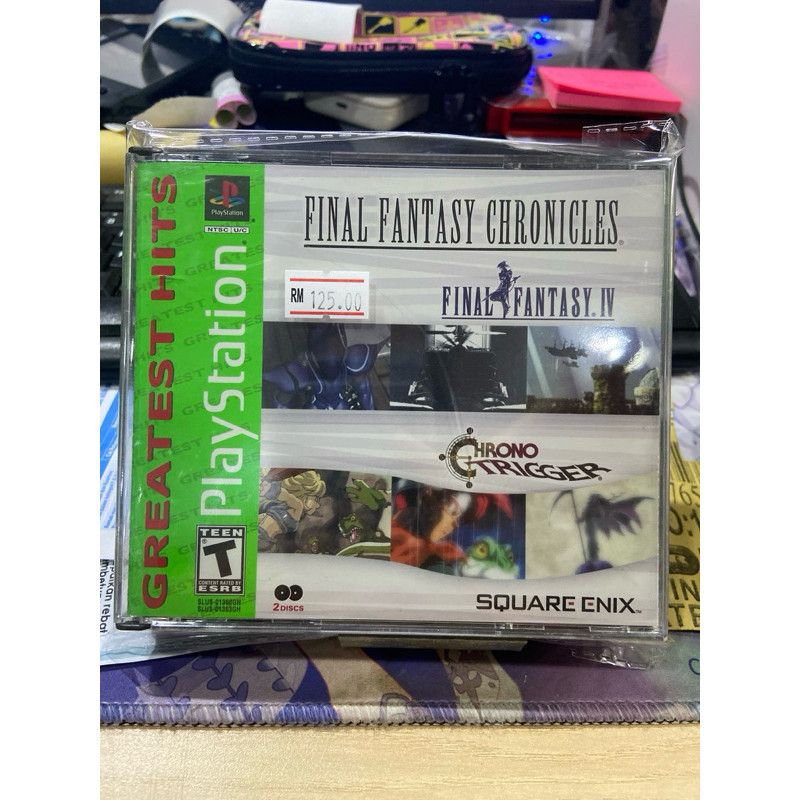 GREATEST HITS
PlayStation
NTSC U/C
PlayStation
FINAL FANTASY CHRONICLES
RM 125.00
FINAL FANTASY IV
CHRONO
TRIGGER
TEEN
T
CONTENT RATED BY
ESRB
2 DISCS
SQUARE ENIX